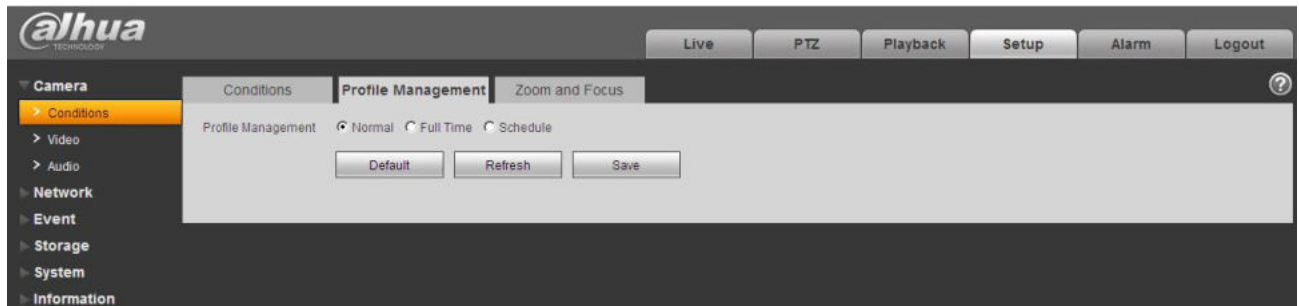 alhua
TECHNOLOGY
Live PTZ Playback Setup Alarm Logout
Camera
Conditions
Video
Audio
Network
Event
Storage
System
Information
Conditions Profile Management Zoom and Focus
Profile Management Normal Full Time Schedule
Default Refresh Save